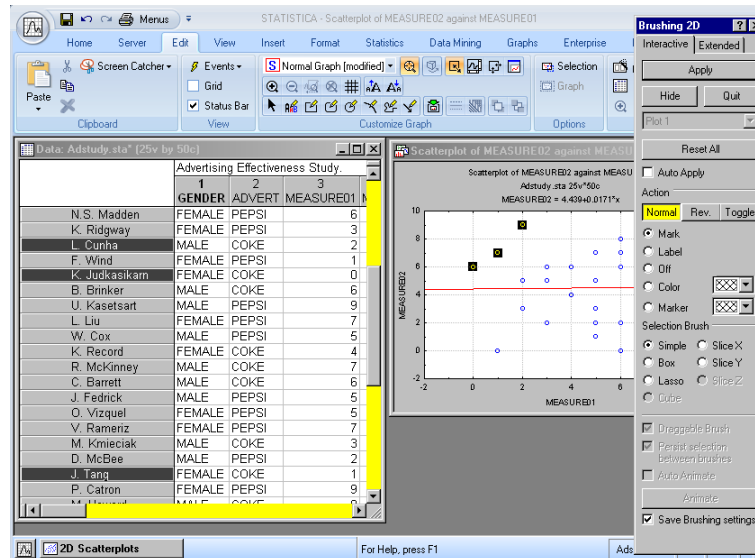 Menus
STATISTICA - Scatterplot of MEASURE02 against MEASURE01
Home Server Edit View Insert Format Statistics Data Mining Graphs Enterprise
Paste
Screen Catcher
Clipboard
Events
Grid
Status Bar
View
Normal Graph [modified]
Customize Graph
Selection
Graph
Options
Data: Adstudy.sta* (25v by 50c)
Advertising Effectiveness Study.
1 2 3
GENDER ADVERT MEASURE01
N.S. Madden FEMALE PEPSI 6
K. Ridgway FEMALE PEPSI 3
L. Cunha MALE COKE 2
F. Wind FEMALE PEPSI 1
K. Judkasikarn FEMALE COKE 0
B. Brinker MALE COKE 6
U. Kasetsart MALE PEPSI 9
L. Liu FEMALE PEPSI 7
W. Cox MALE PEPSI 5
K. Record FEMALE COKE 4
R. McKinney MALE COKE 7
C. Barrett MALE COKE 6
J. Fedrick MALE PEPSI 5
O. Vizquel FEMALE PEPSI 5
V. Rameriz FEMALE PEPSI 7
M. Kmieciak MALE COKE 3
D. McBee MALE PEPSI 2
J. Tang FEMALE COKE 1
P. Catron FEMALE PEPSI 9
Scatterplot of MEASURE02 against MEASU
Scatterplot of MEASURE02 against MEASU
Adstudy.sta 25v*50c
MEASURE02 = 4.439+0.0171*x
10
8
6
4
2
0
-2
MEASURE02
-2 0 2 4 6
MEASURE01
Brushing 2D
Interactive Extended
Apply
Hide Quit
Plot 1
Reset All
Auto Apply
Action
Normal Rev. Toggle
Mark
Label
Off
Color
Marker
Selection Brush
Simple Slice X
Box Slice Y
Lasso Slice Z
Cube
Draggable Brush
Persist selection
between brushes
Auto Animate
Animate
Save Brushing settings
2D Scatterplots
For Help, press F1
Ads